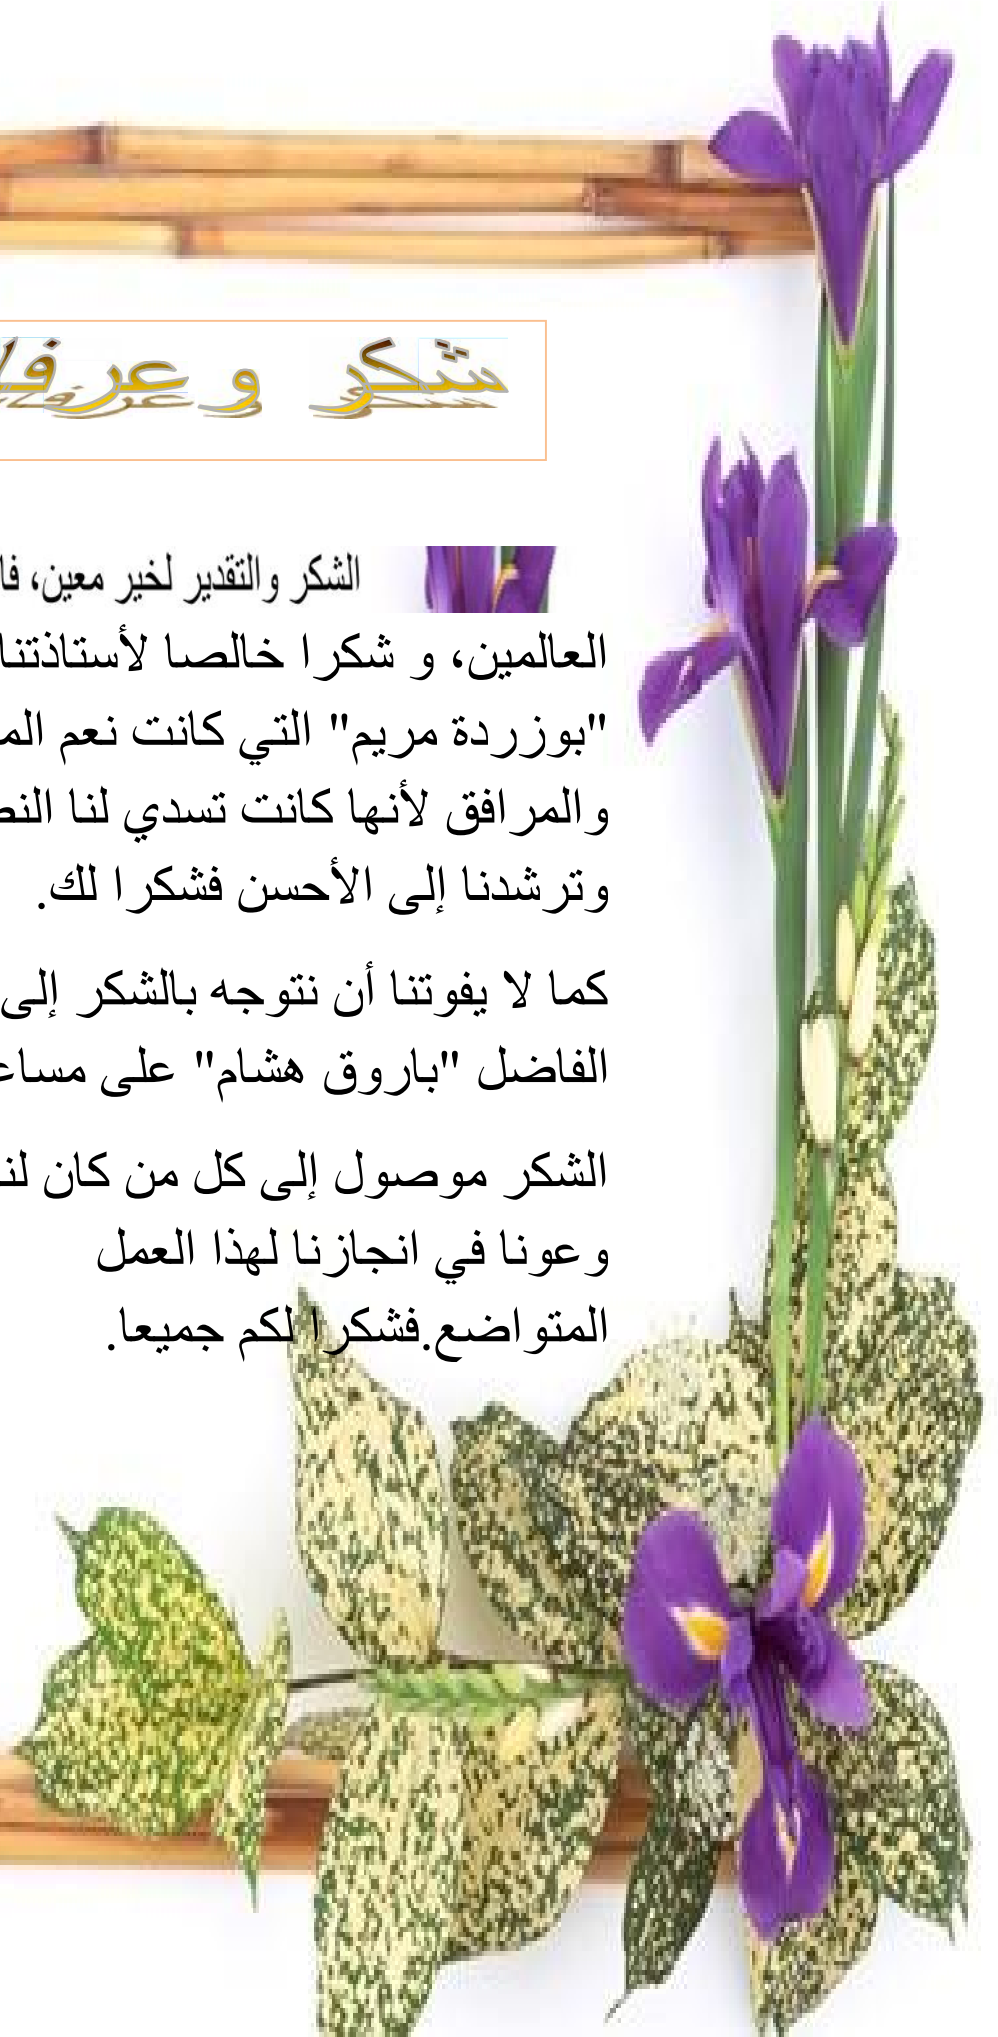 شكر و عرفا
الشكر والتقدير لخير معين، فا
العالمين، و شكرا خالصا لأستاذتنا
"بوزردة مريم" التي كانت نعم الم
والمرافق لأنها كانت تسدي لنا النص
وترشدنا إلى الأحسن فشكرا لك.
كما لا يفوتنا أن نتوجه بالشكر إلى
الفاضل "باروق هشام" على مساع
الشكر موصول إلى كل من كان لنا
وعونا في انجازنا لهذا العمل
المتواضع.فشكرا لكم جميعا.